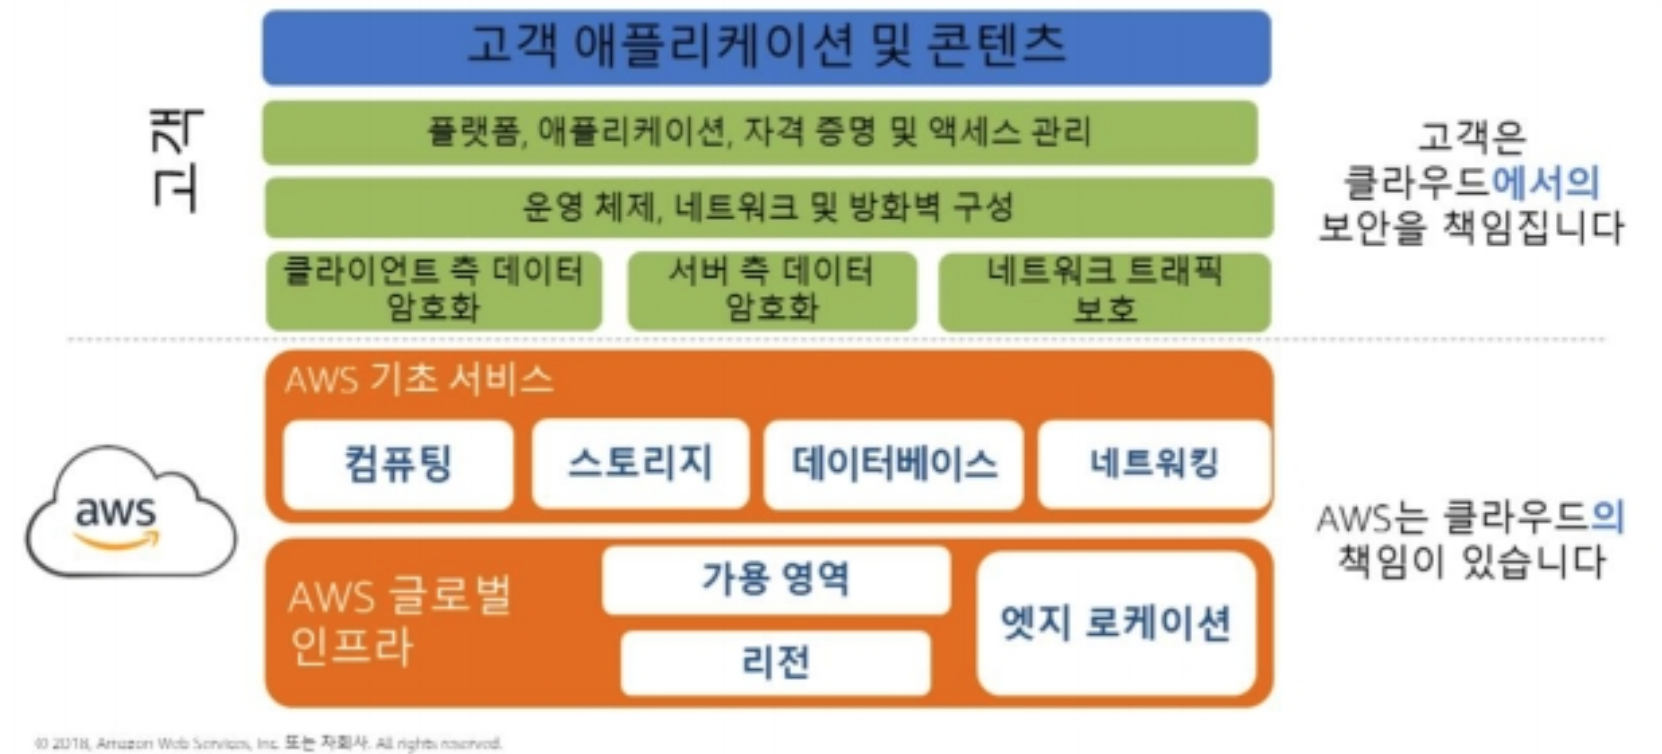 고객 애플리케이션 및 콘텐츠
고객
플랫폼, 애플리케이션, 자격 증명 및 액세스 관리
운영 체제, 네트워크 및 방화벽 구성
클라이언트 측 데이터
암호화
서버 측 데이터
암호화
네트워크 트래픽
보호
고객은
클라우드에서의
보안을 책임집니다
AWS 기초 서비스
컴퓨팅
스토리지
데이터베이스
네트워킹
aws
AWS 글로벌
인프라
가용 영역
리전
엣지 로케이션
AWS는 클라우드의
책임이 있습니다
© 2018, Amazon Web Services, Inc. 또는 자회사. All rights reserved.